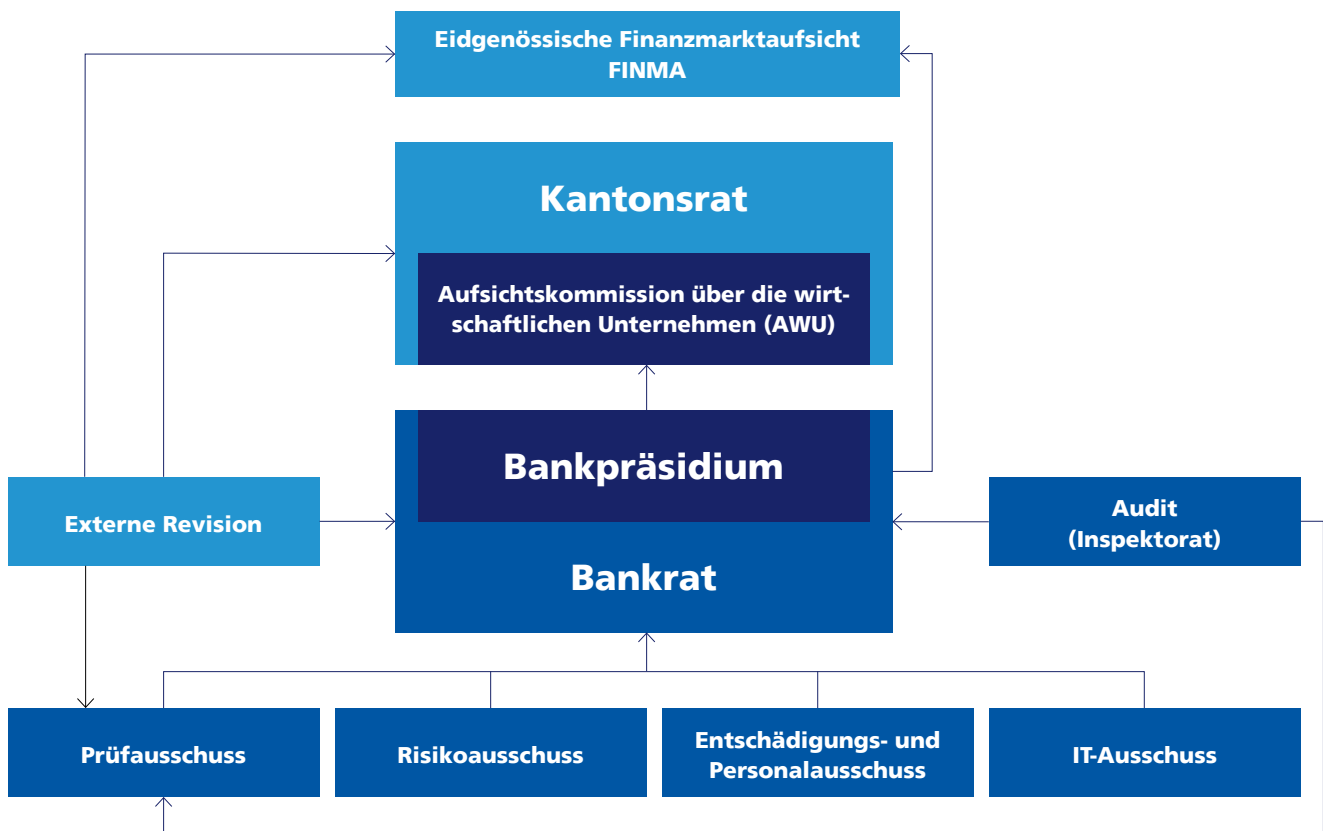 Eidgenössische Finanzmarktaufsicht
FINMA
Kantonsrat
Aufsichtskommission über die wirt-
schaftlichen Unternehmen (AWU)
Bankpräsidium
Externe Revision
Audit
(Inspektorat)
Bankrat
Prüfausschuss
Risikoausschuss
Entschädigungs- und
Personalausschuss
IT-Ausschuss